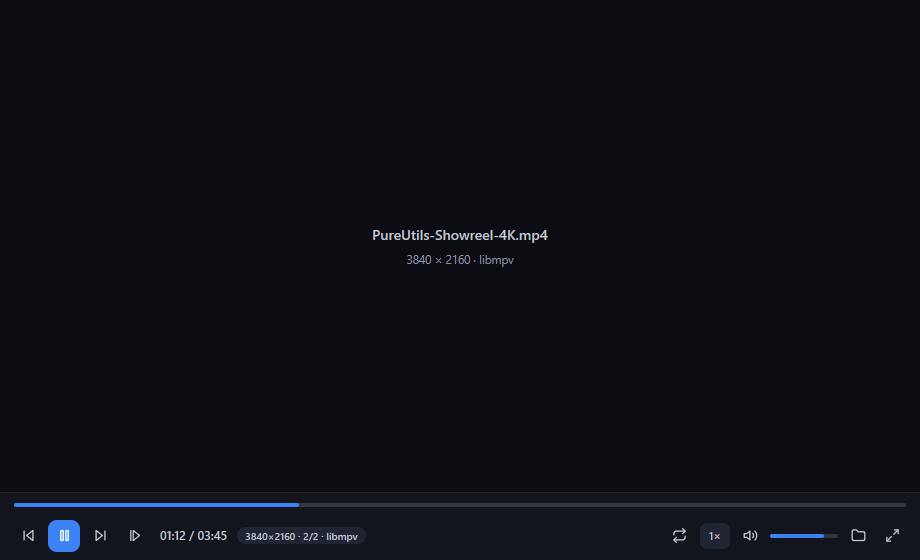 PureUtils-Showreel-4K.mp4
3840 × 2160 · libmpv
01:12 / 03:45 3840×2160 · 2/2 · libmpv 1×